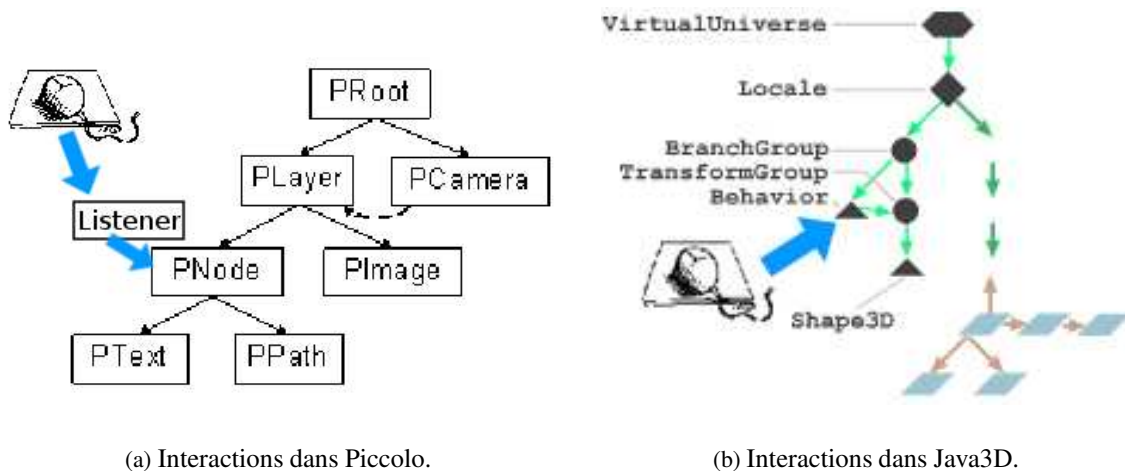 PRoot
PLayer
PCamera
Listener
PNode
PImage
PText
PPath
(a) Interactions dans Piccolo.
VirtualUniverse
Locale
BranchGroup
TransformGroup
Behavior
Shape3D
(b) Interactions dans Java3D.